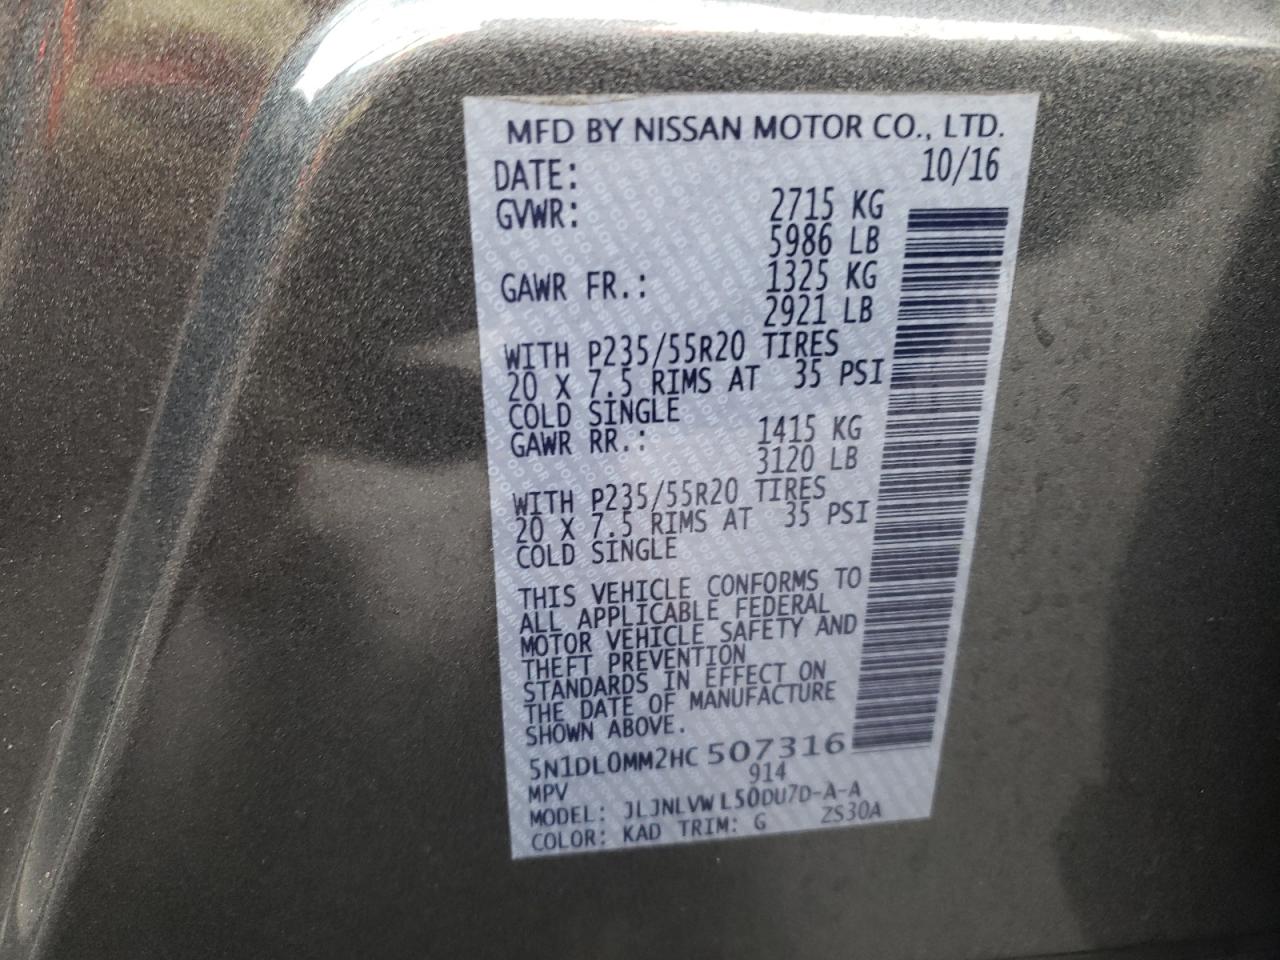 MFD BY NISSAN MOTOR CO., LTD.
DATE: 10/16
GVWR: 2715 KG
5986 LB
GAWR FR.: 1325 KG
2921 LB
WITH P235/55R20 TIRES
20 X 7.5 RIMS AT 35 PSI
COLD SINGLE
GAWR RR.: 1415 KG
3120 LB
WITH P235/55R20 TIRES
20 X 7.5 RIMS AT 35 PSI
COLD SINGLE
THIS VEHICLE CONFORMS TO
ALL APPLICABLE FEDERAL
MOTOR VEHICLE SAFETY AND
THEFT PREVENTION
STANDARDS IN EFFECT ON
THE DATE OF MANUFACTURE
SHOWN ABOVE.
5N1DL0MM2HC 507316
MPV 914
MODEL: JLJNLVW L50DU7D-A-A
COLOR: KAD TRIM: G ZS30A